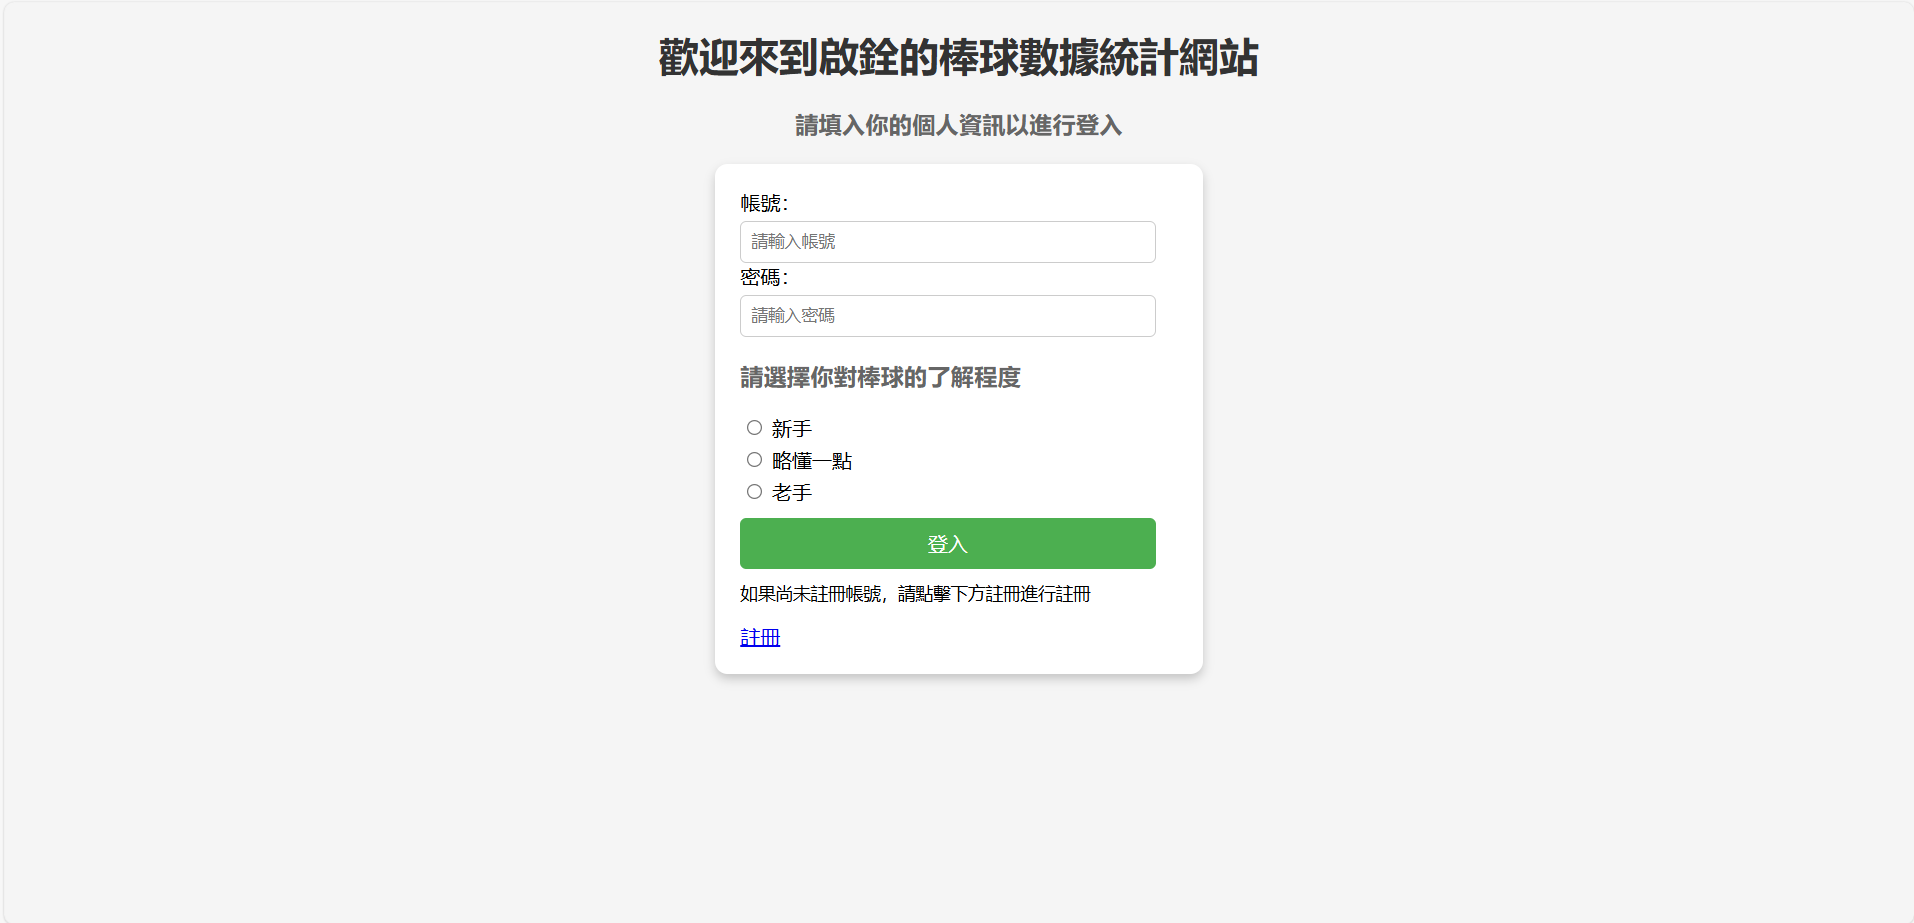 歡迎來到啟銓的棒球數據統計網站
請填入你的個人資訊以進行登入
帳號：
請輸入帳號
密碼：
請輸入密碼
請選擇你對棒球的了解程度
新手
略懂一點
老手
登入
如果尚未註冊帳號，請點擊下方註冊進行註冊
註冊